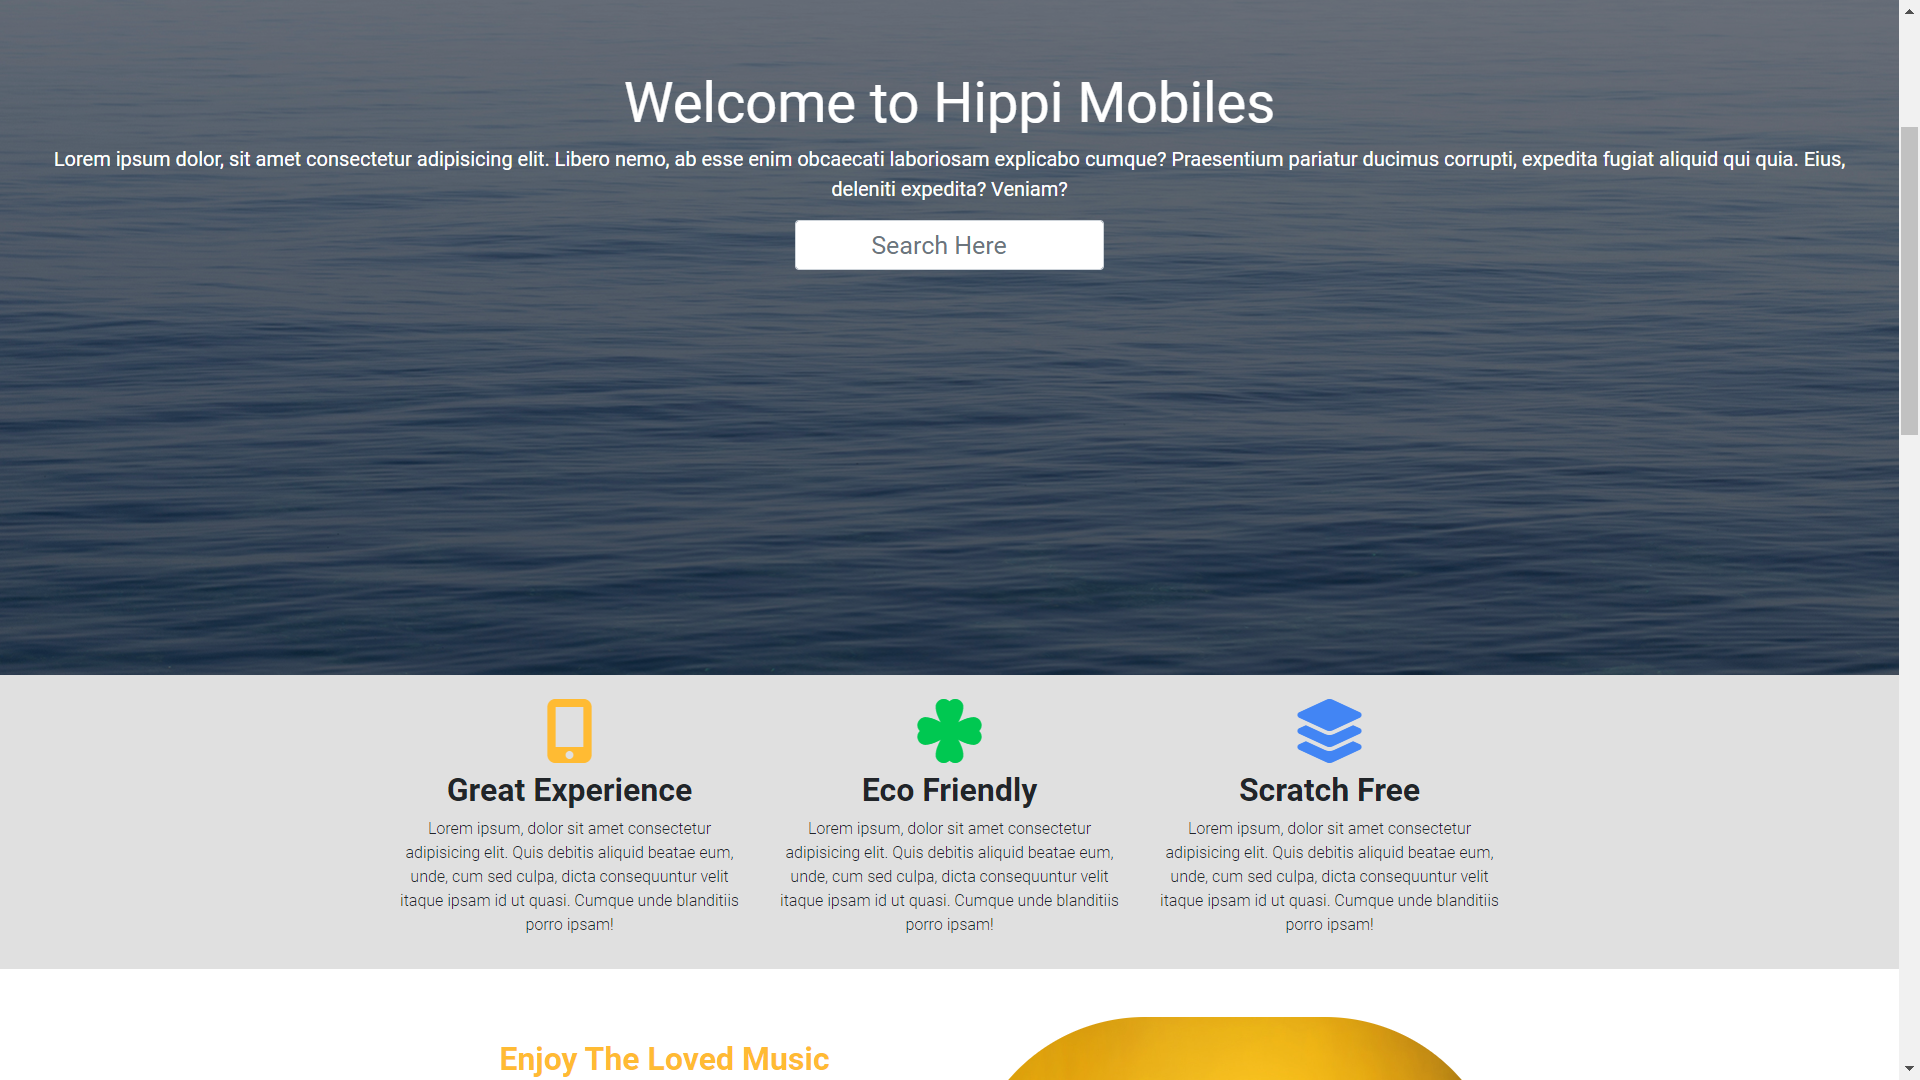 Welcome to Hippi Mobiles
Lorem ipsum dolor, sit amet consectetur adipisicing elit. Libero nemo, ab esse enim obcaecati laboriosam explicabo cumque? Praesentium pariatur ducimus corrupti, expedita fugiat aliquid qui quia. Eius,
deleniti expedita? Veniam?
Search Here
Great Experience
Lorem ipsum, dolor sit amet consectetur
adipisicing elit. Quis debitis aliquid beatae eum,
unde, cum sed culpa, dicta consequuntur velit
itaque ipsam id ut quasi. Cumque unde blanditiis
porro ipsam!
Eco Friendly
Lorem ipsum, dolor sit amet consectetur
adipisicing elit. Quis debitis aliquid beatae eum,
unde, cum sed culpa, dicta consequuntur velit
itaque ipsam id ut quasi. Cumque unde blanditiis
porro ipsam!
Scratch Free
Lorem ipsum, dolor sit amet consectetur
adipisicing elit. Quis debitis aliquid beatae eum,
unde, cum sed culpa, dicta consequuntur velit
itaque ipsam id ut quasi. Cumque unde blanditiis
porro ipsam!
Enjoy The Loved Music